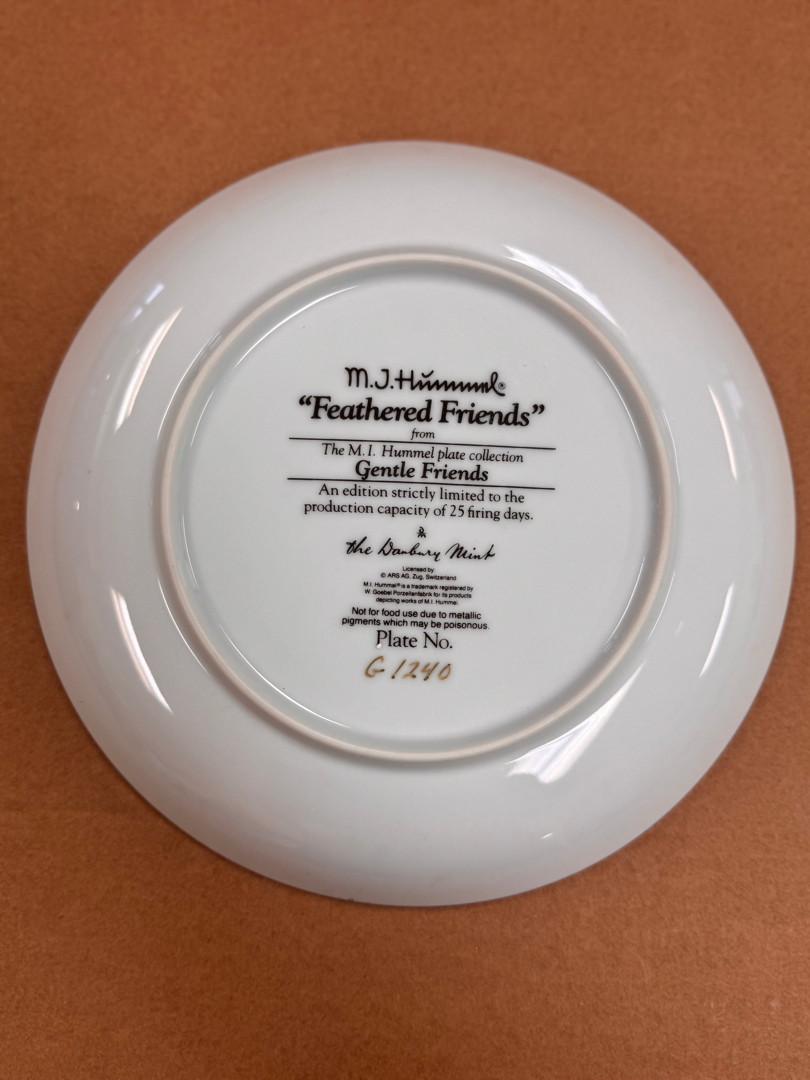 M.J.Hummel®
“Feathered Friends”
from
The M.I. Hummel plate collection
Gentle Friends
An edition strictly limited to the
production capacity of 25 firing days.
the Danbury Mint
Licensed by:
© ARS AG, Zug, Switzerland
M.I. Hummel® is a trademark registered by
W. Goebel Porzellanfabrik for its products
depicting works of M.I. Hummel
Not for food use due to metallic
pigments which may be poisonous.
Plate No.
G 1240